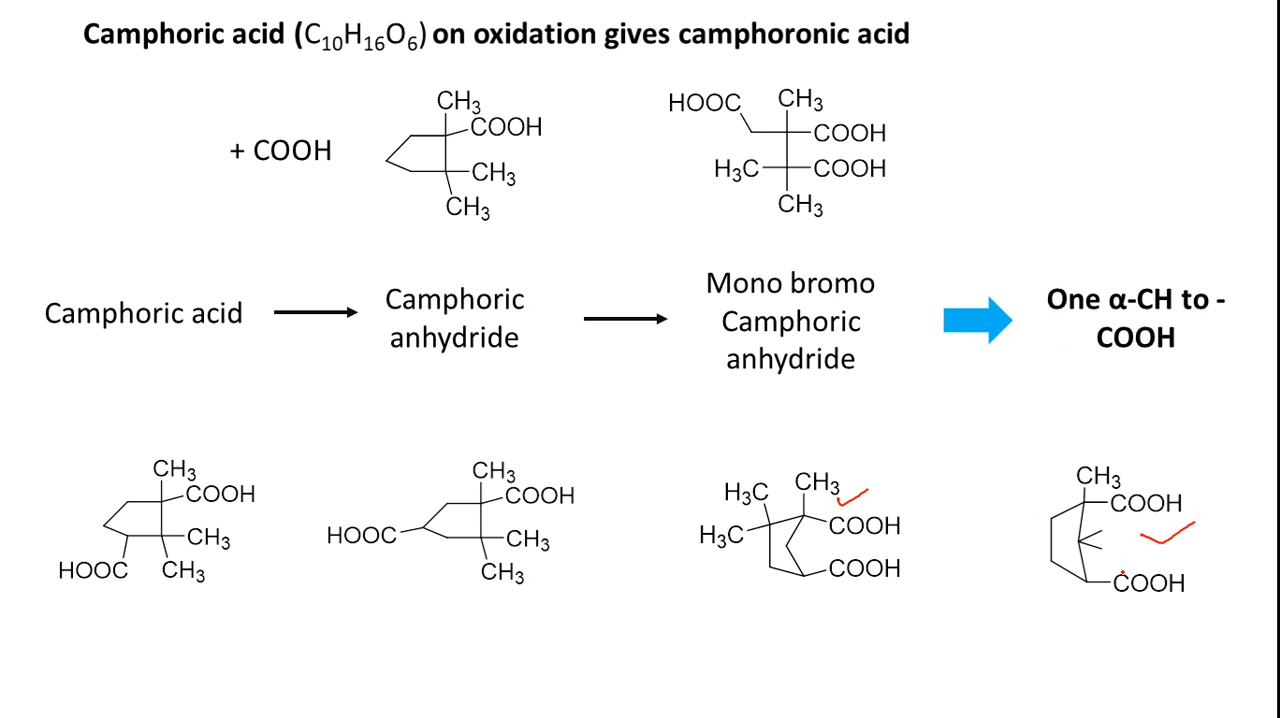 Camphoric acid (C₁₀H₁₆O₆) on oxidation gives camphoronic acid
+ COOH
CH₃
COOH
CH₃
CH₃
HOOC
CH₃
COOH
H₃C
COOH
CH₃
Camphoric acid
Camphoric
anhydride
Mono bromo
Camphoric
anhydride
One α-CH to -
COOH
CH₃
COOH
CH₃
HOOC
CH₃
CH₃
COOH
HOOC
CH₃
CH₃
H₃C
CH₃
H₃C
COOH
COOH
CH₃
COOH
COOH